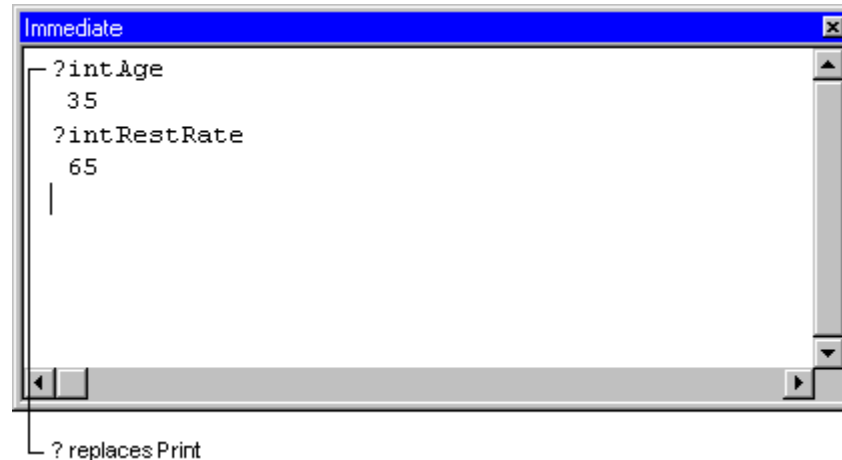 Immediate
?intAge
35
?intRestRate
65
? replaces Print